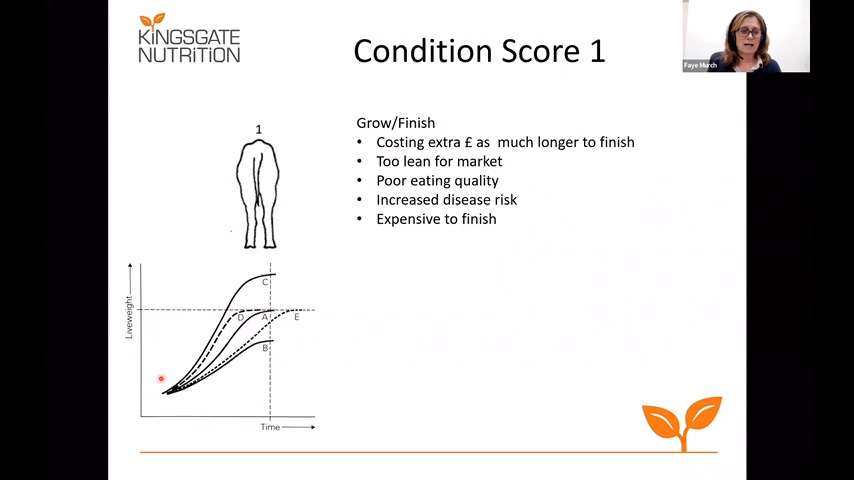 KINGSGATE
NUTRITION
Condition Score 1
Faye Murch
1
Grow/Finish
• Costing extra £ as much longer to finish
• Too lean for market
• Poor eating quality
• Increased disease risk
• Expensive to finish
Liveweight
C
D
A
E
B
Time